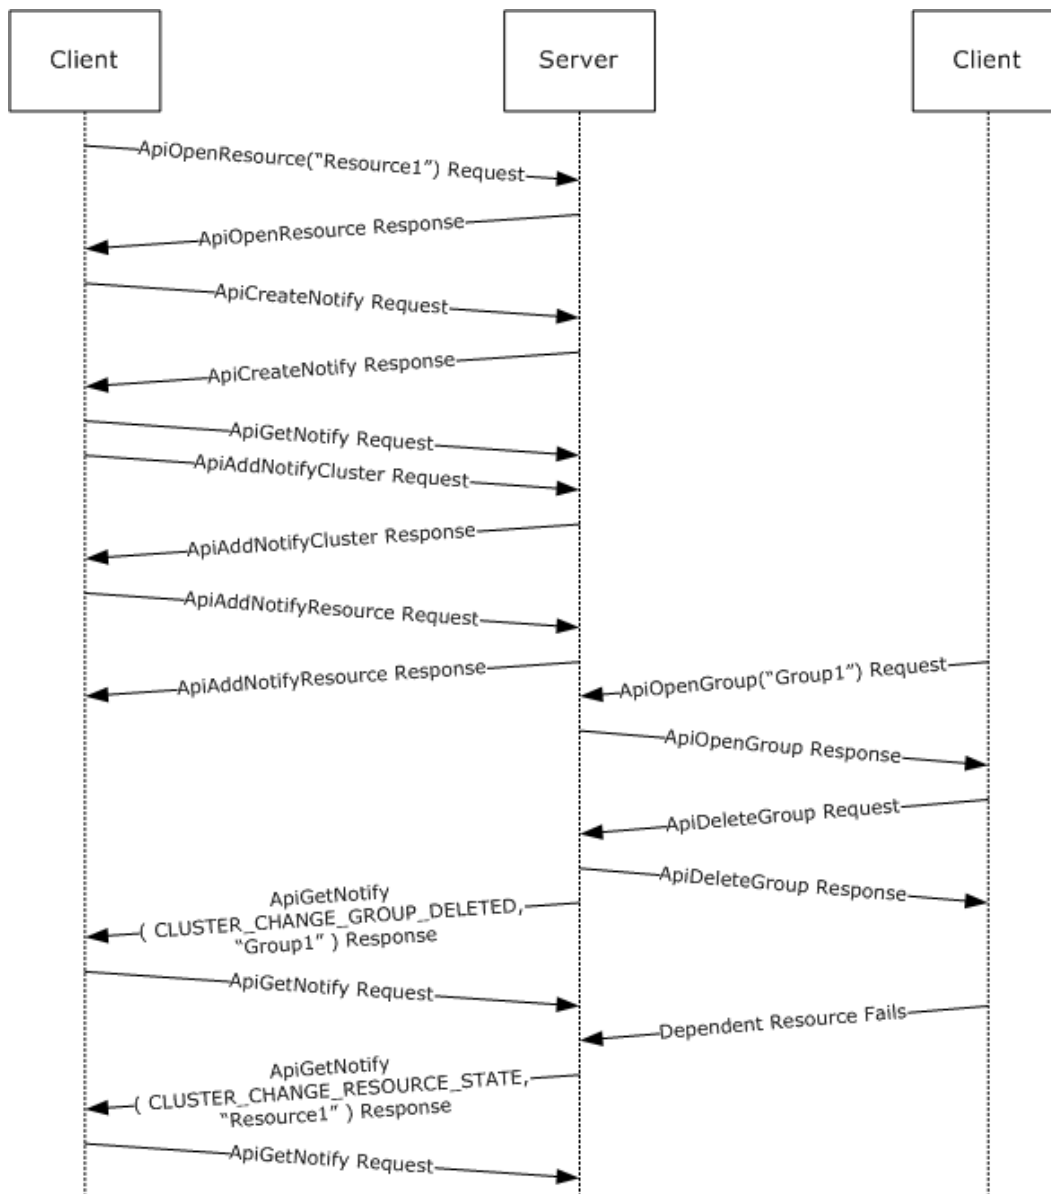 Client
Server
Client
ApiOpenResource(“Resource1”) Request
ApiOpenResource Response
ApiCreateNotify Request
ApiCreateNotify Response
ApiGetNotify Request
ApiAddNotifyCluster Request
ApiAddNotifyCluster Response
ApiAddNotifyResource Request
ApiAddNotifyResource Response
ApiOpenGroup(“Group1”) Request
ApiOpenGroup Response
ApiDeleteGroup Request
ApiDeleteGroup Response
ApiGetNotify
( CLUSTER_CHANGE_GROUP_DELETED,
“Group1” ) Response
ApiGetNotify Request
Dependent Resource Fails
ApiGetNotify
( CLUSTER_CHANGE_RESOURCE_STATE,
“Resource1” ) Response
ApiGetNotify Request